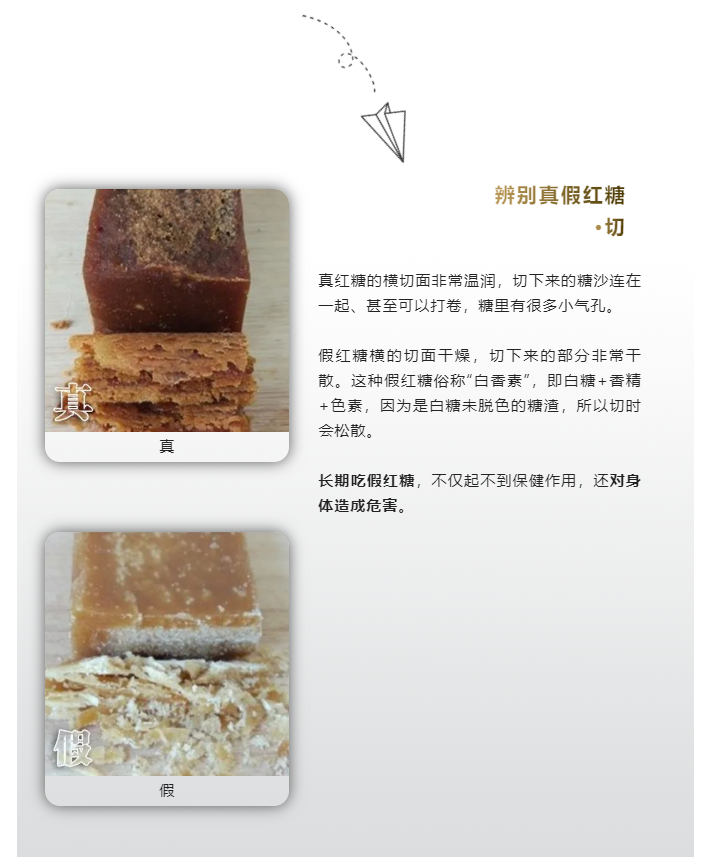 辨别真假红糖
·切
真红糖的横切面非常温润，切下来的糖沙连在
一起、甚至可以打卷，糖里有很多小气孔。
假红糖横的切面干燥，切下来的部分非常干
散。这种假红糖俗称“白香素”，即白糖+香精
+色素，因为是白糖未脱色的糖渣，所以切时
会松散。
长期吃假红糖，不仅起不到保健作用，还对身
体造成危害。
真
真
假
假